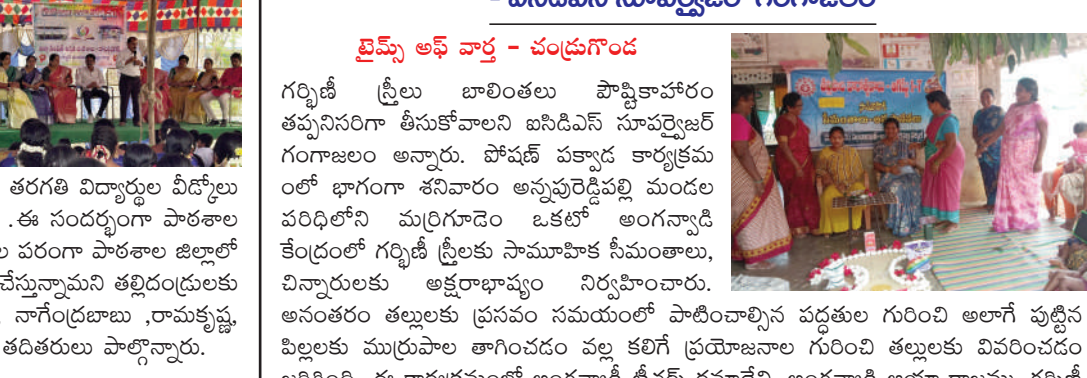 తరగతి విద్యార్థుల వీడ్కోలు
. ఈ సందర్భంగా పాఠశాల
ల పరంగా పాఠశాల జిల్లాలో
చేస్తున్నామని తల్లిదండ్రులకు
నాగేంద్రబాబు ,రామకృష్ణ,
తదితరులు పాల్గొన్నారు.
టైమ్స్ అఫ్ వార్త - చండ్రుగొండ
గర్భిణీ స్త్రీలు బాలింతలు పౌష్టికాహారం
తప్పనిసరిగా తీసుకోవాలని ఐసిడిఎస్ సూపర్వైజర్
గంగాజలం అన్నారు. పోషణ్ పక్వాడ కార్యక్రమ
ంలో భాగంగా శనివారం అన్నపురెడ్డిపల్లి మండల
పరిధిలోని మర్రిగూడెం ఒకటో అంగన్వాడి
కేంద్రంలో గర్భిణీ స్త్రీలకు సామూహిక సీమంతాలు,
చిన్నారులకు అక్షరాభాష్యం నిర్వహించారు.
అనంతరం తల్లులకు ప్రసవం సమయంలో పాటించాల్సిన పద్ధతుల గురించి అలాగే పుట్టిన
పిల్లలకు ముర్రుపాల తాగించడం వల్ల కలిగే ప్రయోజనాల గురించి తల్లులకు వివరించడం